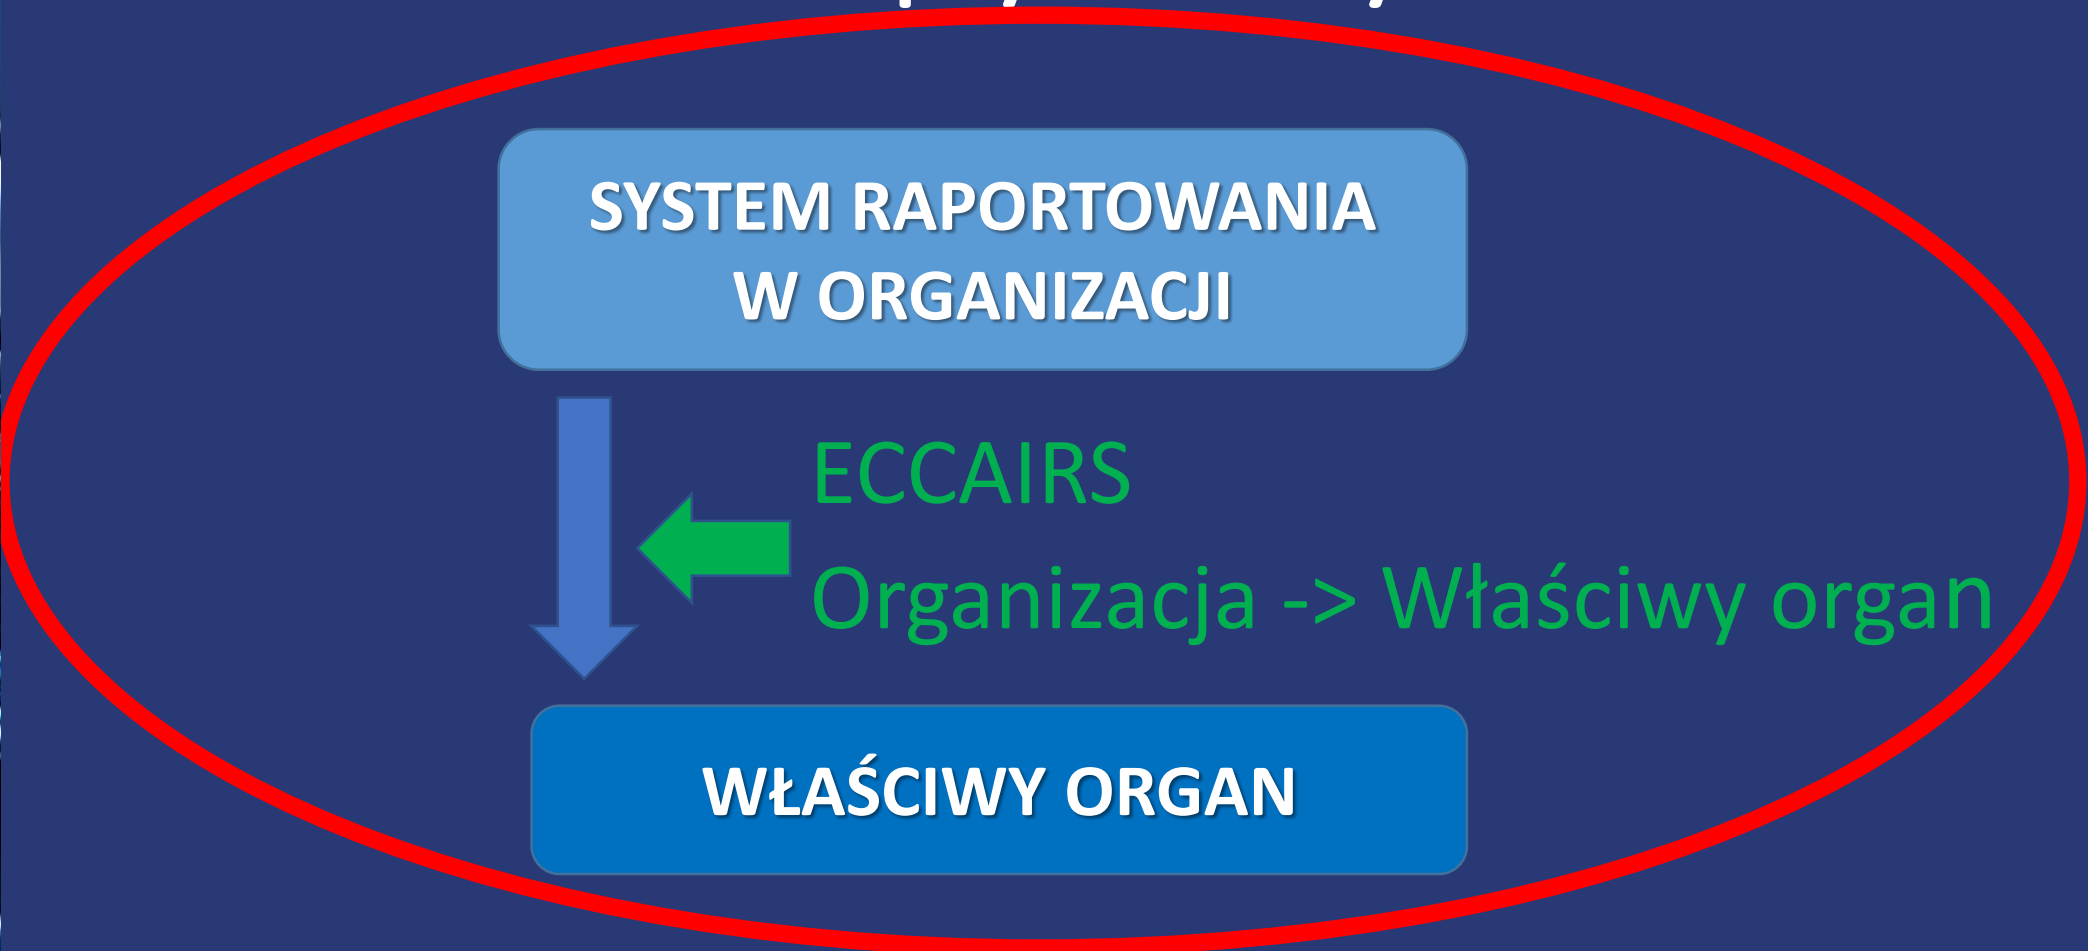 SYSTEM RAPORTOWANIA
W ORGANIZACJI
ECCAIRS
Organizacja -> Właściwy organ
WŁAŚCIWY ORGAN